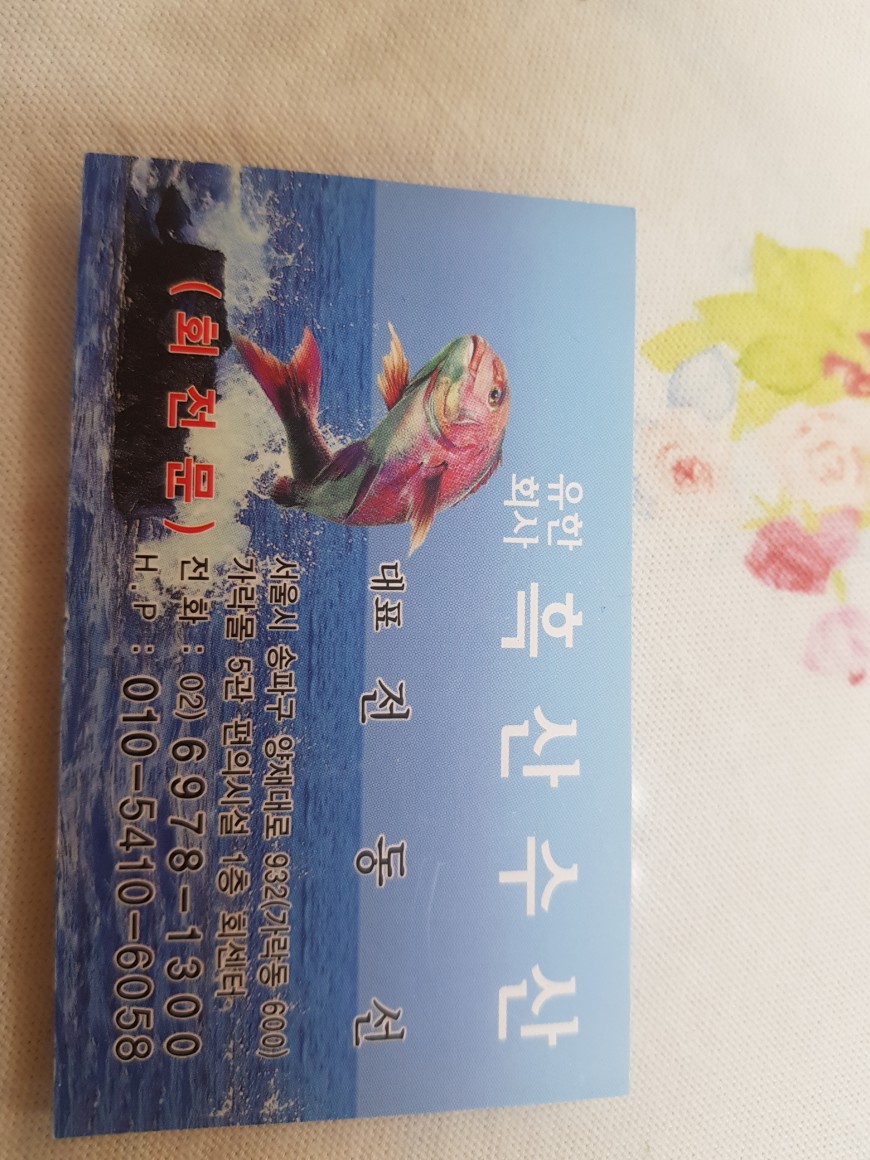 유한회사 흑산수산
대표 전동선
(회전문)
서울시 송파구 양재대로 932(가락동 600)
가락몰 5관 편의시설 1층 회센타
전화 : 02) 6978-1300
H.P : 010-5410-6058